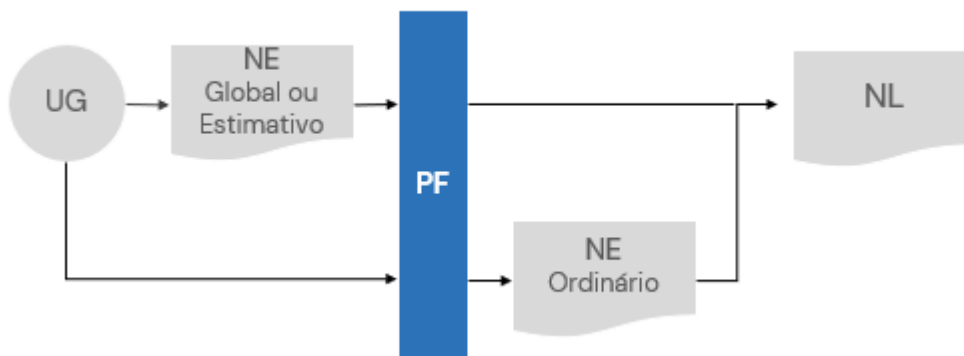 UG
NE
Global ou
Estimativo
PF
NL
NE
Ordinário